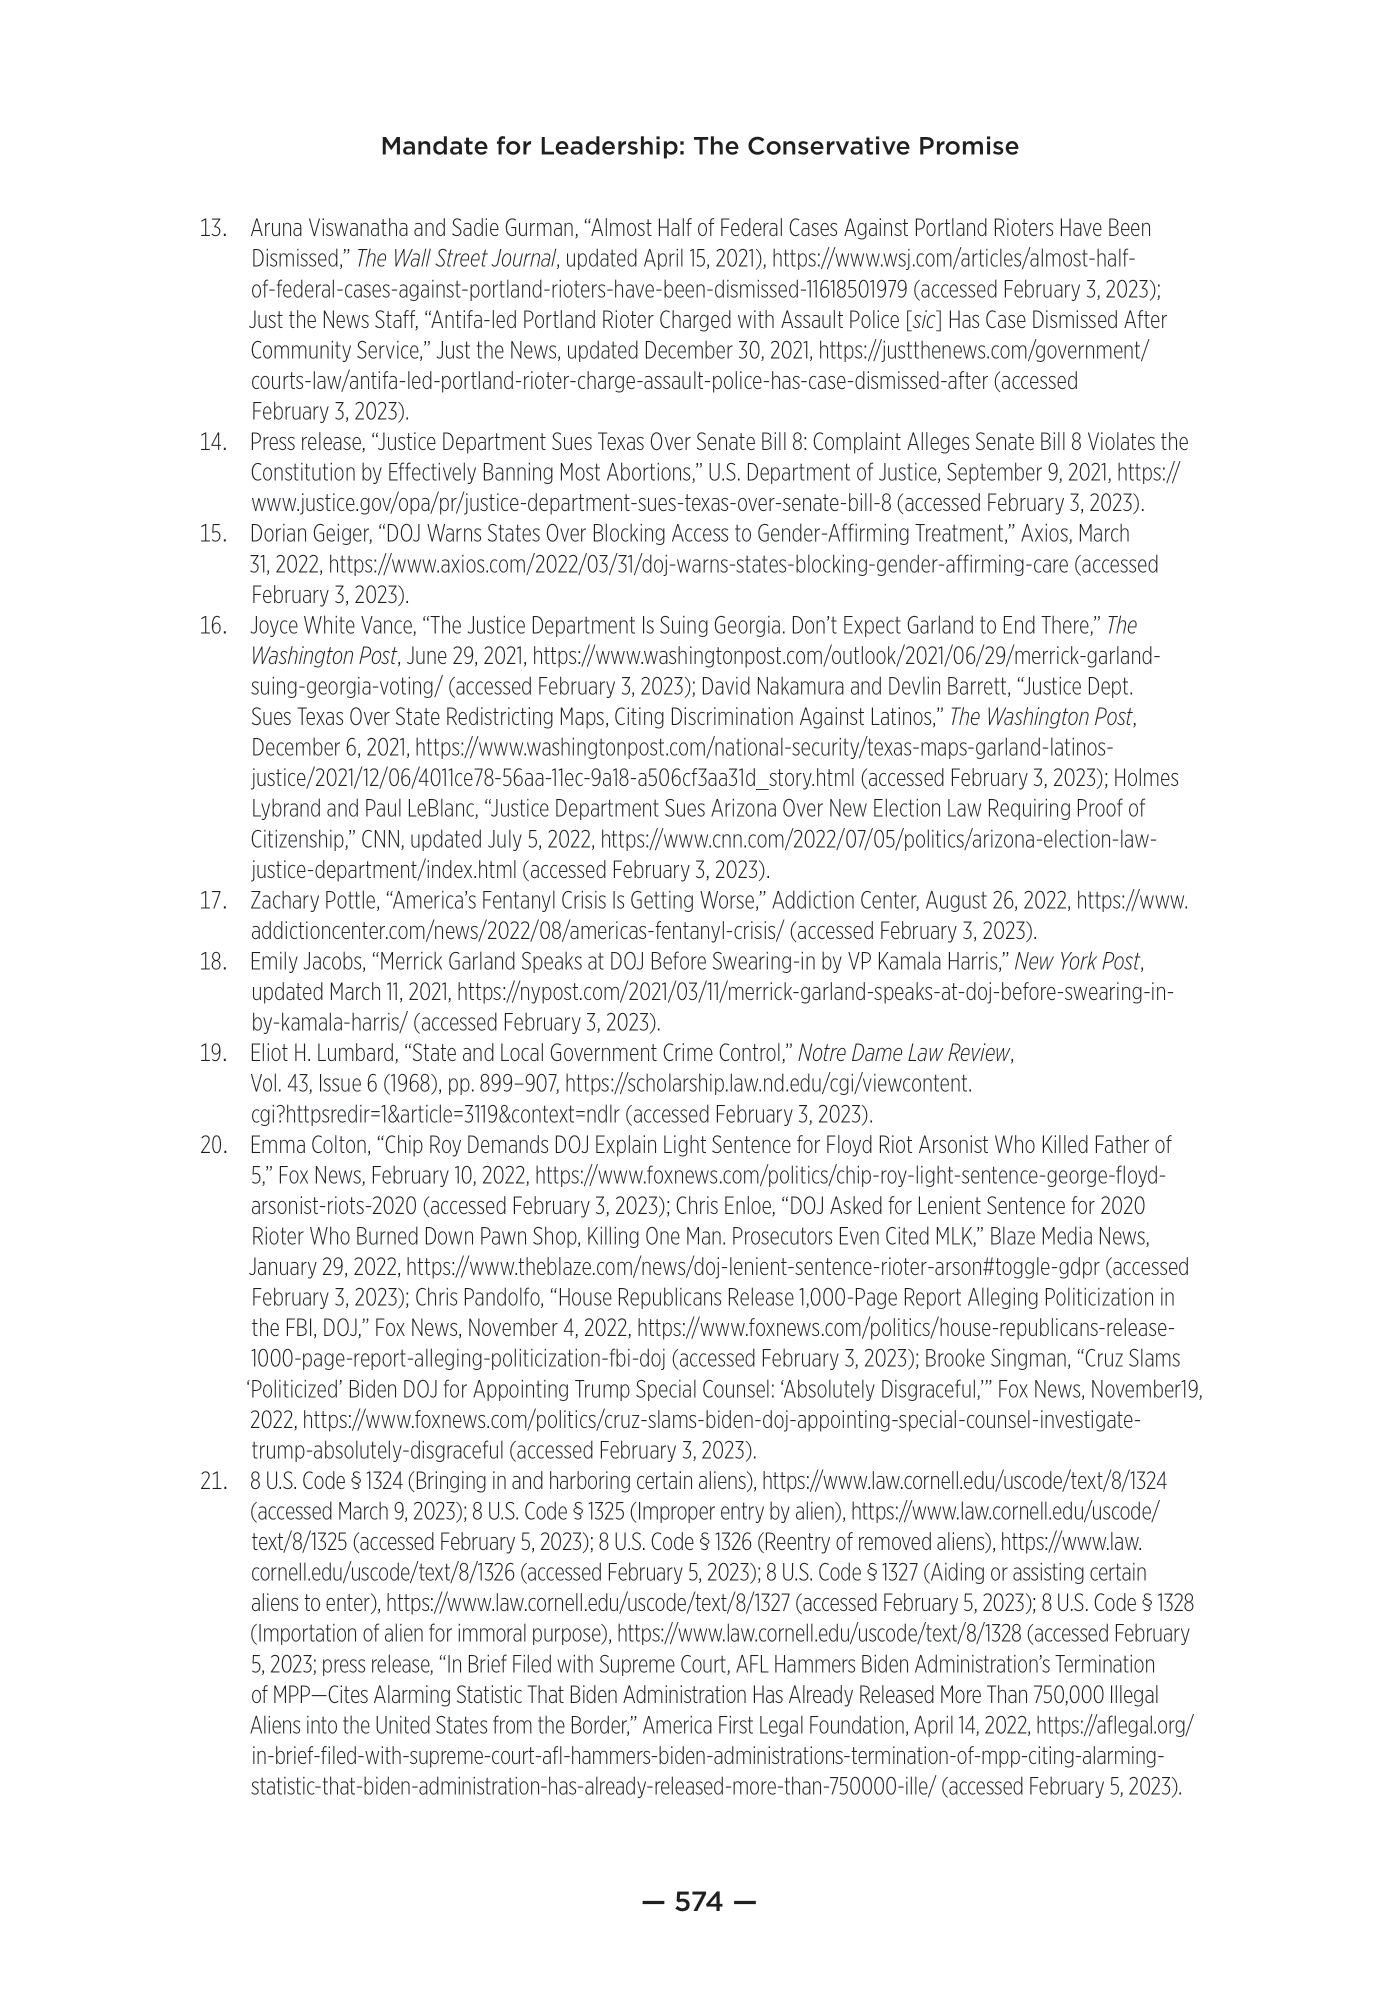 Mandate for Leadership: The Conservative Promise
13. Aruna Viswanatha and Sadie Gurman, “Almost Half of Federal Cases Against Portland Rioters Have Been
Dismissed,” The Wall Street Journal, updated April 15, 2021), https://www.wsj.com/articles/almost-half-
of-federal-cases-against-portland-rioters-have-been-dismissed-11618501979 (accessed February 3, 2023);
Just the News Staff, “Antifa-led Portland Rioter Charged with Assault Police [sic] Has Case Dismissed After
Community Service,” Just the News, updated December 30, 2021, https://justthenews.com/government/
courts-law/antifa-led-portland-rioter-charge-assault-police-has-case-dismissed-after (accessed
February 3, 2023).
14. Press release, “Justice Department Sues Texas Over Senate Bill 8: Complaint Alleges Senate Bill 8 Violates the
Constitution by Effectively Banning Most Abortions,” U.S. Department of Justice, September 9, 2021, https://
www.justice.gov/opa/pr/justice-department-sues-texas-over-senate-bill-8 (accessed February 3, 2023).
15. Dorian Geiger, “DOJ Warns States Over Blocking Access to Gender-Affirming Treatment,” Axios, March
31, 2022, https://www.axios.com/2022/03/31/doj-warns-states-blocking-gender-affirming-care (accessed
February 3, 2023).
16. Joyce White Vance, “The Justice Department Is Suing Georgia. Don’t Expect Garland to End There,” The
Washington Post, June 29, 2021, https://www.washingtonpost.com/outlook/2021/06/29/merrick-garland-
suing-georgia-voting/ (accessed February 3, 2023); David Nakamura and Devlin Barrett, “Justice Dept.
Sues Texas Over State Redistricting Maps, Citing Discrimination Against Latinos,” The Washington Post,
December 6, 2021, https://www.washingtonpost.com/national-security/texas-maps-garland-latinos-
justice/2021/12/06/4011ce78-56aa-11ec-9a18-a506cf3aa31d_story.html (accessed February 3, 2023); Holmes
Lybrand and Paul LeBlanc, “Justice Department Sues Arizona Over New Election Law Requiring Proof of
Citizenship,” CNN, updated July 5, 2022, https://www.cnn.com/2022/07/05/politics/arizona-election-law-
justice-department/index.html (accessed February 3, 2023).
17. Zachary Pottle, “America’s Fentanyl Crisis Is Getting Worse,” Addiction Center, August 26, 2022, https://www.
addictioncenter.com/news/2022/08/americas-fentanyl-crisis/ (accessed February 3, 2023).
18. Emily Jacobs, “Merrick Garland Speaks at DOJ Before Swearing-in by VP Kamala Harris,” New York Post,
updated March 11, 2021, https://nypost.com/2021/03/11/merrick-garland-speaks-at-doj-before-swearing-in-
by-kamala-harris/ (accessed February 3, 2023).
19. Eliot H. Lumbard, “State and Local Government Crime Control,” Notre Dame Law Review,
Vol. 43, Issue 6 (1968), pp. 899–907, https://scholarship.law.nd.edu/cgi/viewcontent.
cgi?httpsredir=1&article=3119&context=ndlr (accessed February 3, 2023).
20. Emma Colton, “Chip Roy Demands DOJ Explain Light Sentence for Floyd Riot Arsonist Who Killed Father of
5,” Fox News, February 10, 2022, https://www.foxnews.com/politics/chip-roy-light-sentence-george-floyd-
arsonist-riots-2020 (accessed February 3, 2023); Chris Enloe, “DOJ Asked for Lenient Sentence for 2020
Rioter Who Burned Down Pawn Shop, Killing One Man. Prosecutors Even Cited MLK,” Blaze Media News,
January 29, 2022, https://www.theblaze.com/news/doj-lenient-sentence-rioter-arson#toggle-gdpr (accessed
February 3, 2023); Chris Pandolfo, “House Republicans Release 1,000-Page Report Alleging Politicization in
the FBI, DOJ,” Fox News, November 4, 2022, https://www.foxnews.com/politics/house-republicans-release-
1000-page-report-alleging-politicization-fbi-doj (accessed February 3, 2023); Brooke Singman, “Cruz Slams
‘Politicized’ Biden DOJ for Appointing Trump Special Counsel: ‘Absolutely Disgraceful,’” Fox News, November19,
2022, https://www.foxnews.com/politics/cruz-slams-biden-doj-appointing-special-counsel-investigate-
trump-absolutely-disgraceful (accessed February 3, 2023).
21. 8 U.S. Code § 1324 (Bringing in and harboring certain aliens), https://www.law.cornell.edu/uscode/text/8/1324
(accessed March 9, 2023); 8 U.S. Code § 1325 (Improper entry by alien), https://www.law.cornell.edu/uscode/
text/8/1325 (accessed February 5, 2023); 8 U.S. Code § 1326 (Reentry of removed aliens), https://www.law.
cornell.edu/uscode/text/8/1326 (accessed February 5, 2023); 8 U.S. Code § 1327 (Aiding or assisting certain
aliens to enter), https://www.law.cornell.edu/uscode/text/8/1327 (accessed February 5, 2023); 8 U.S. Code § 1328
(Importation of alien for immoral purpose), https://www.law.cornell.edu/uscode/text/8/1328 (accessed February
5, 2023; press release, “In Brief Filed with Supreme Court, AFL Hammers Biden Administration’s Termination
of MPP—Cites Alarming Statistic That Biden Administration Has Already Released More Than 750,000 Illegal
Aliens into the United States from the Border,” America First Legal Foundation, April 14, 2022, https://aflegal.org/
in-brief-filed-with-supreme-court-afl-hammers-biden-administrations-termination-of-mpp-citing-alarming-
statistic-that-biden-administration-has-already-released-more-than-750000-ille/ (accessed February 5, 2023).
— 574 —